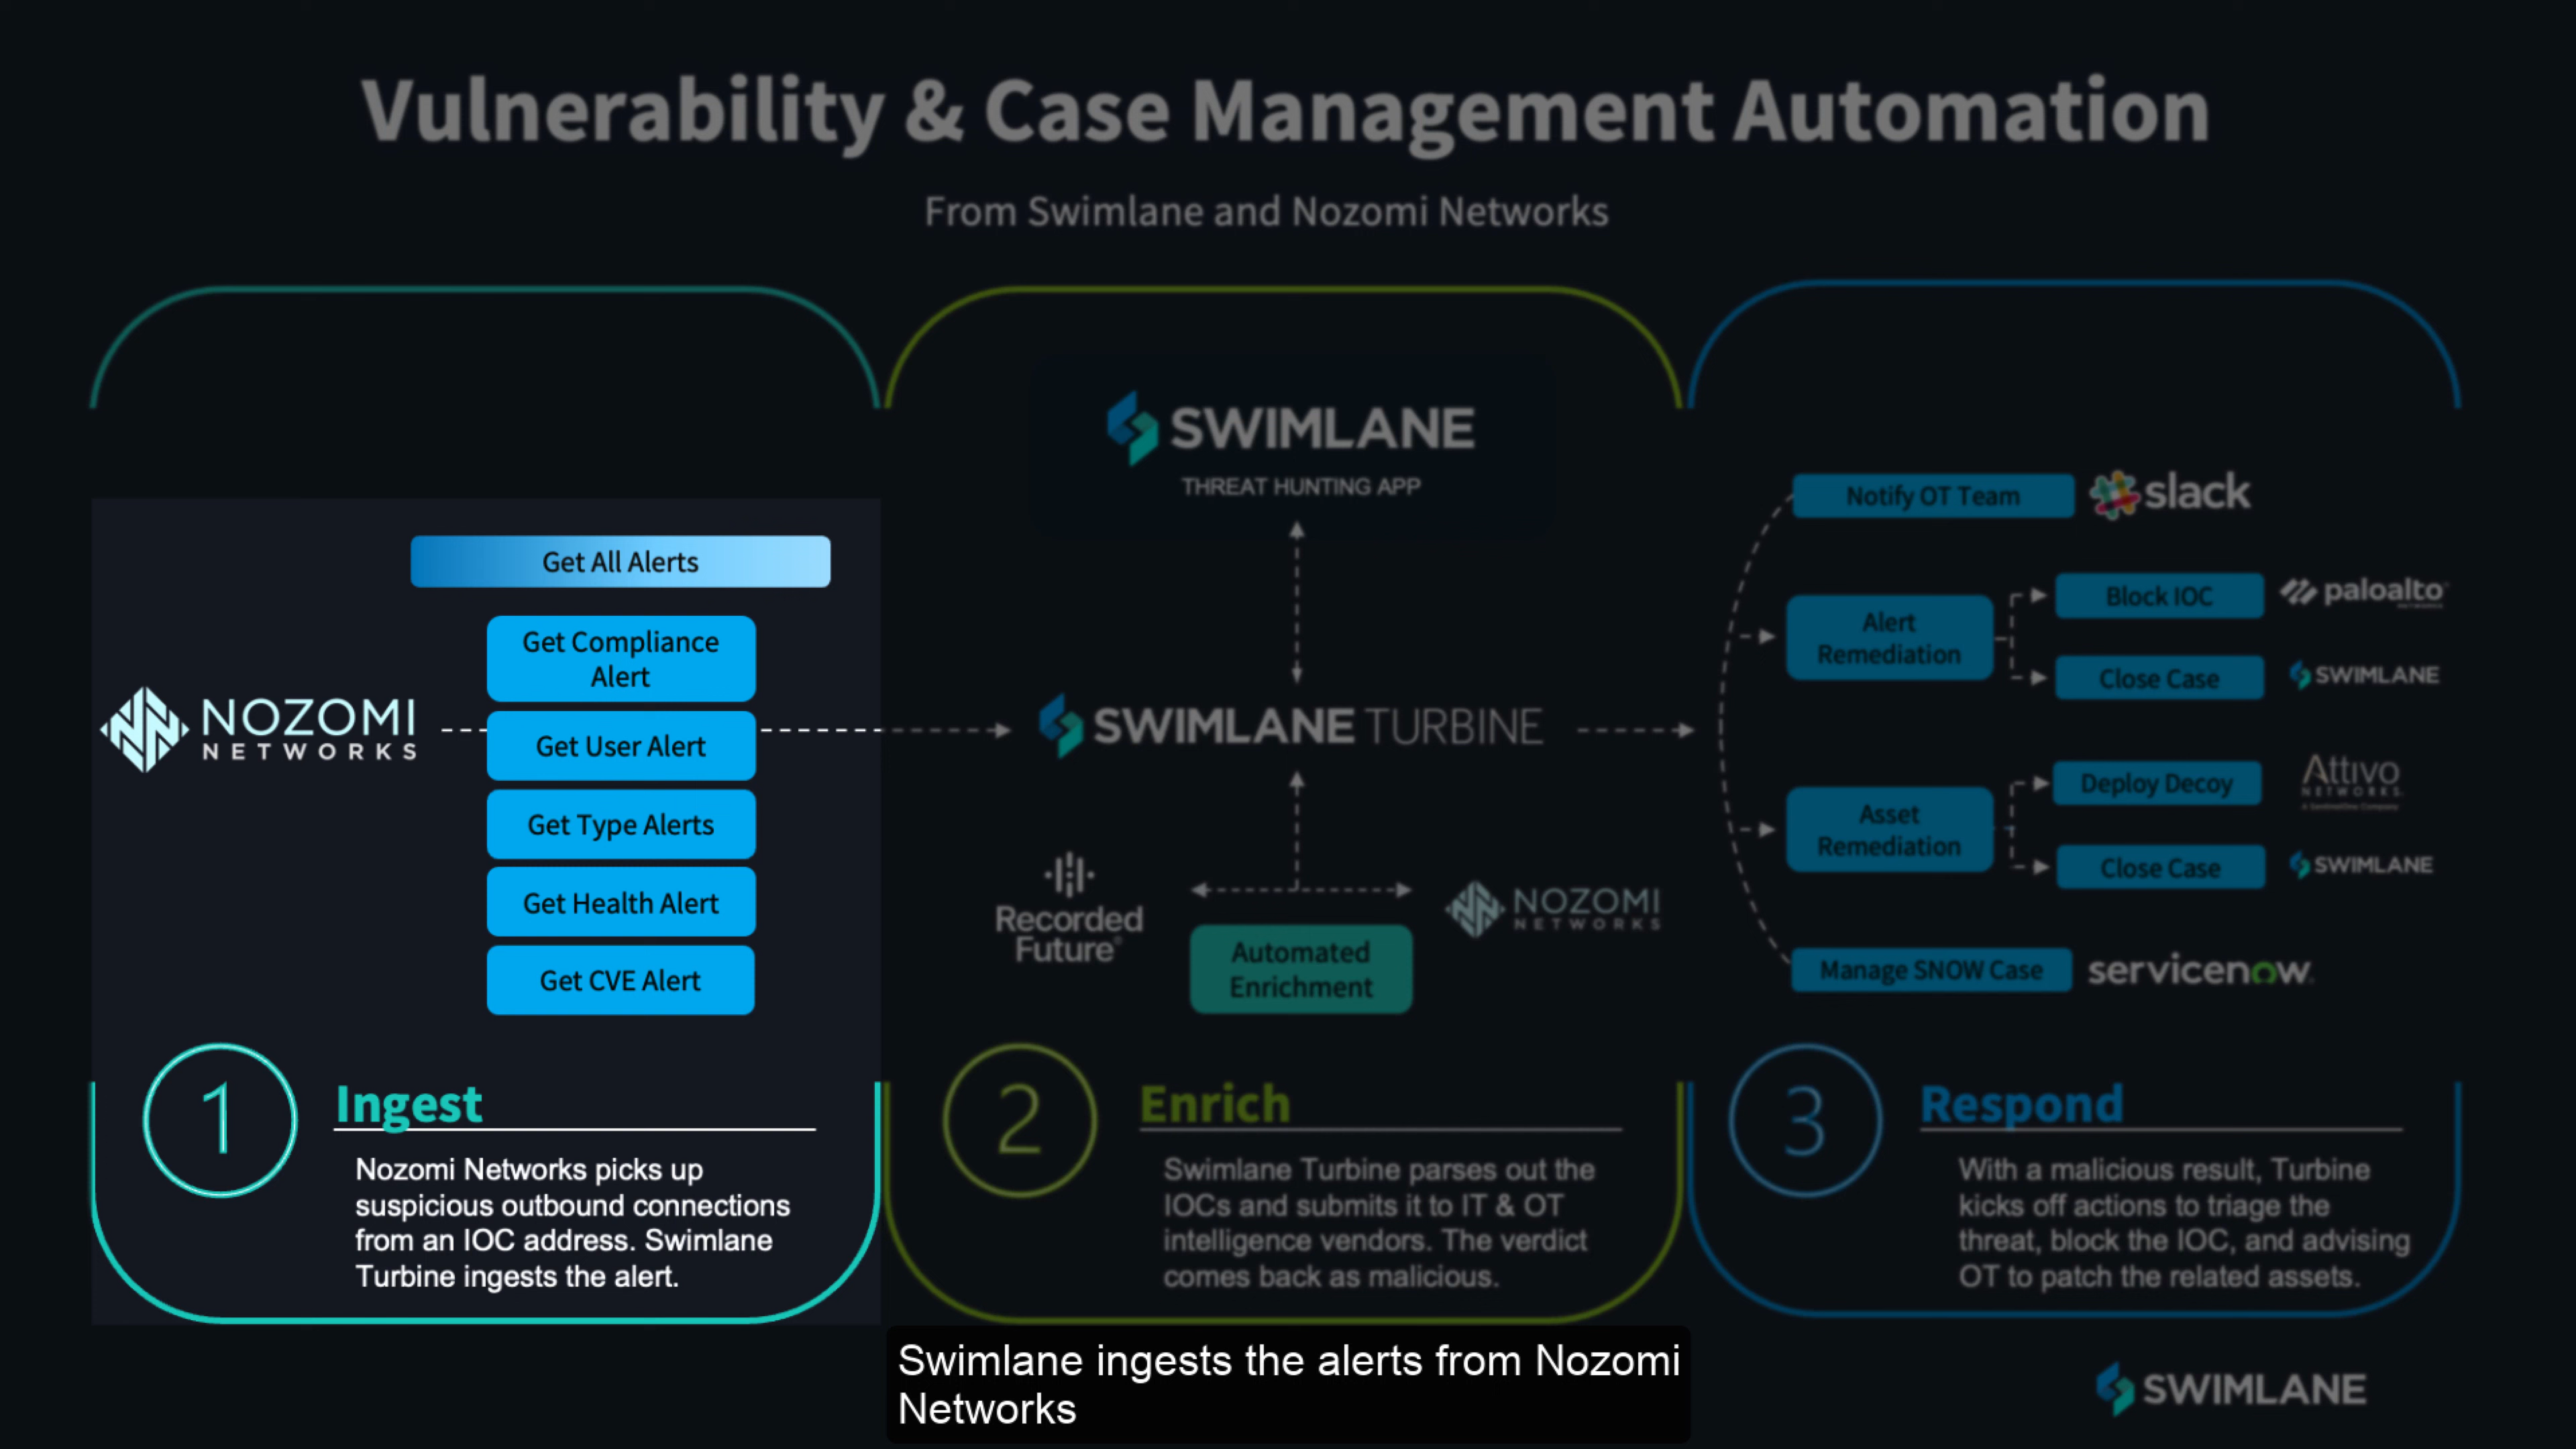 Vulnerability & Case Management Automation
From Swimlane and Nozomi Networks
Get All Alerts
Get Compliance
Alert
Get User Alert
Get Type Alerts
Get Health Alert
Get CVE Alert
NOZOMI
NETWORKS
1
Ingest
Nozomi Networks picks up
suspicious outbound connections
from an IOC address. Swimlane
Turbine ingests the alert.
SWIMLANE
THREAT HUNTING APP
SWIMLANE TURBINE
Recorded
Future®
Automated
Enrichment
NOZOMI
NETWORKS
2
Enrich
Swimlane Turbine parses out the
IOCs and submits it to IT & OT
intelligence vendors. The verdict
comes back as malicious.
Notify OT Team
slack
Alert
Remediation
Block IOC
paloalto
NETWORKS
Close Case
SWIMLANE
Asset
Remediation
Deploy Decoy
Attivo
NETWORKS
A SentinelOne Company
Close Case
SWIMLANE
Manage SNOW Case
servicenow
3
Respond
With a malicious result, Turbine
kicks off actions to triage the
threat, block the IOC, and advising
OT to patch the related assets.
Swimlane ingests the alerts from Nozomi
Networks
SWIMLANE